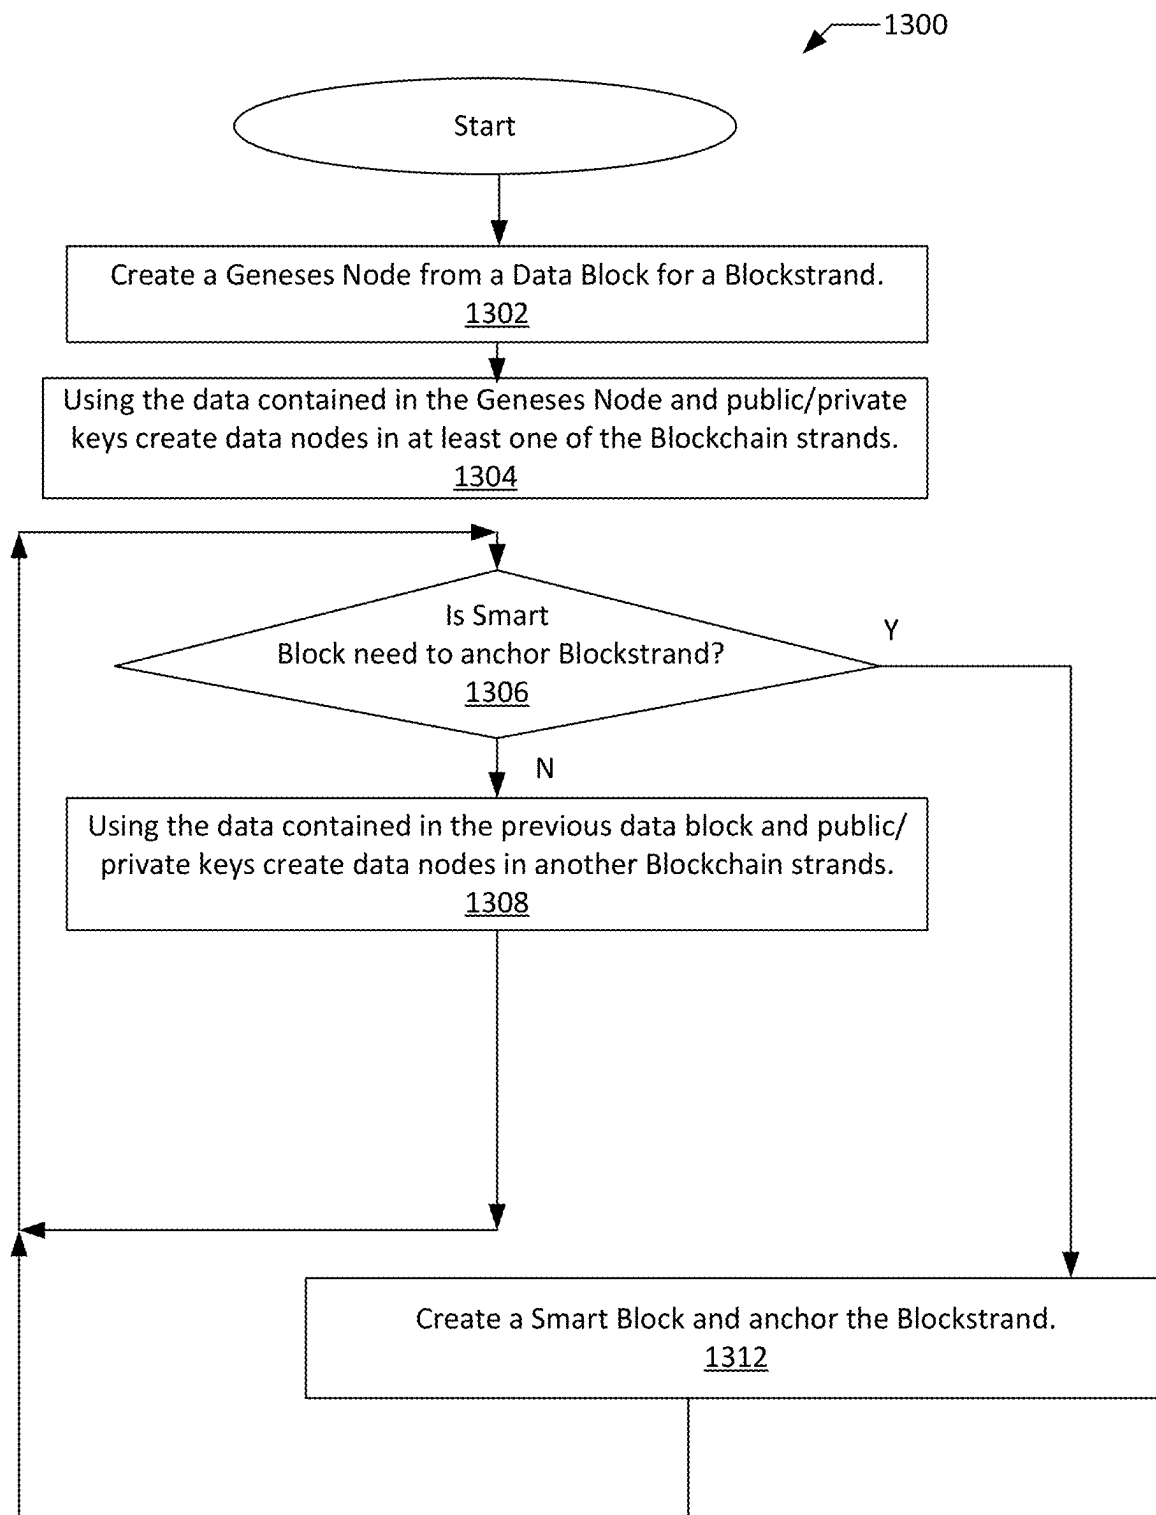 1300
Start
Create a Geneses Node from a Data Block for a Blockstrand.
1302
Using the data contained in the Geneses Node and public/private
keys create data nodes in at least one of the Blockchain strands.
1304
Is Smart
Block need to anchor Blockstrand?
1306
Y
N
Using the data contained in the previous data block and public/
private keys create data nodes in another Blockchain strands.
1308
Create a Smart Block and anchor the Blockstrand.
1312